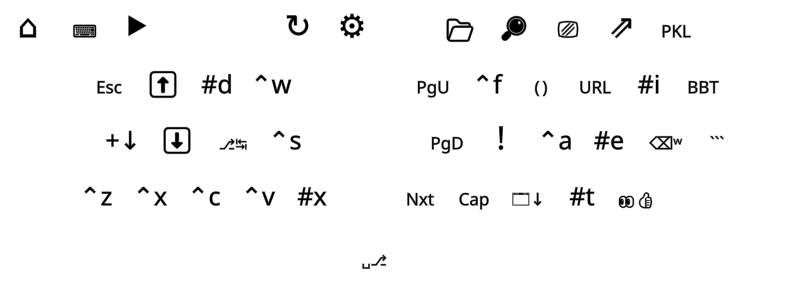 ⌂ ⌨ ▶ ↻ ⚙ 🗁 🔎 ⎚ ⇗ PKL
Esc ⬆ #d ^w PgU ^f () URL #i BBT
+↓ ⬇ ⎇↹ ^s PgD ! ^a #e ⌫ʷ ```
^z ^x ^c ^v #x Nxt Cap 🗔↓ #t 👀👍
␣⎇